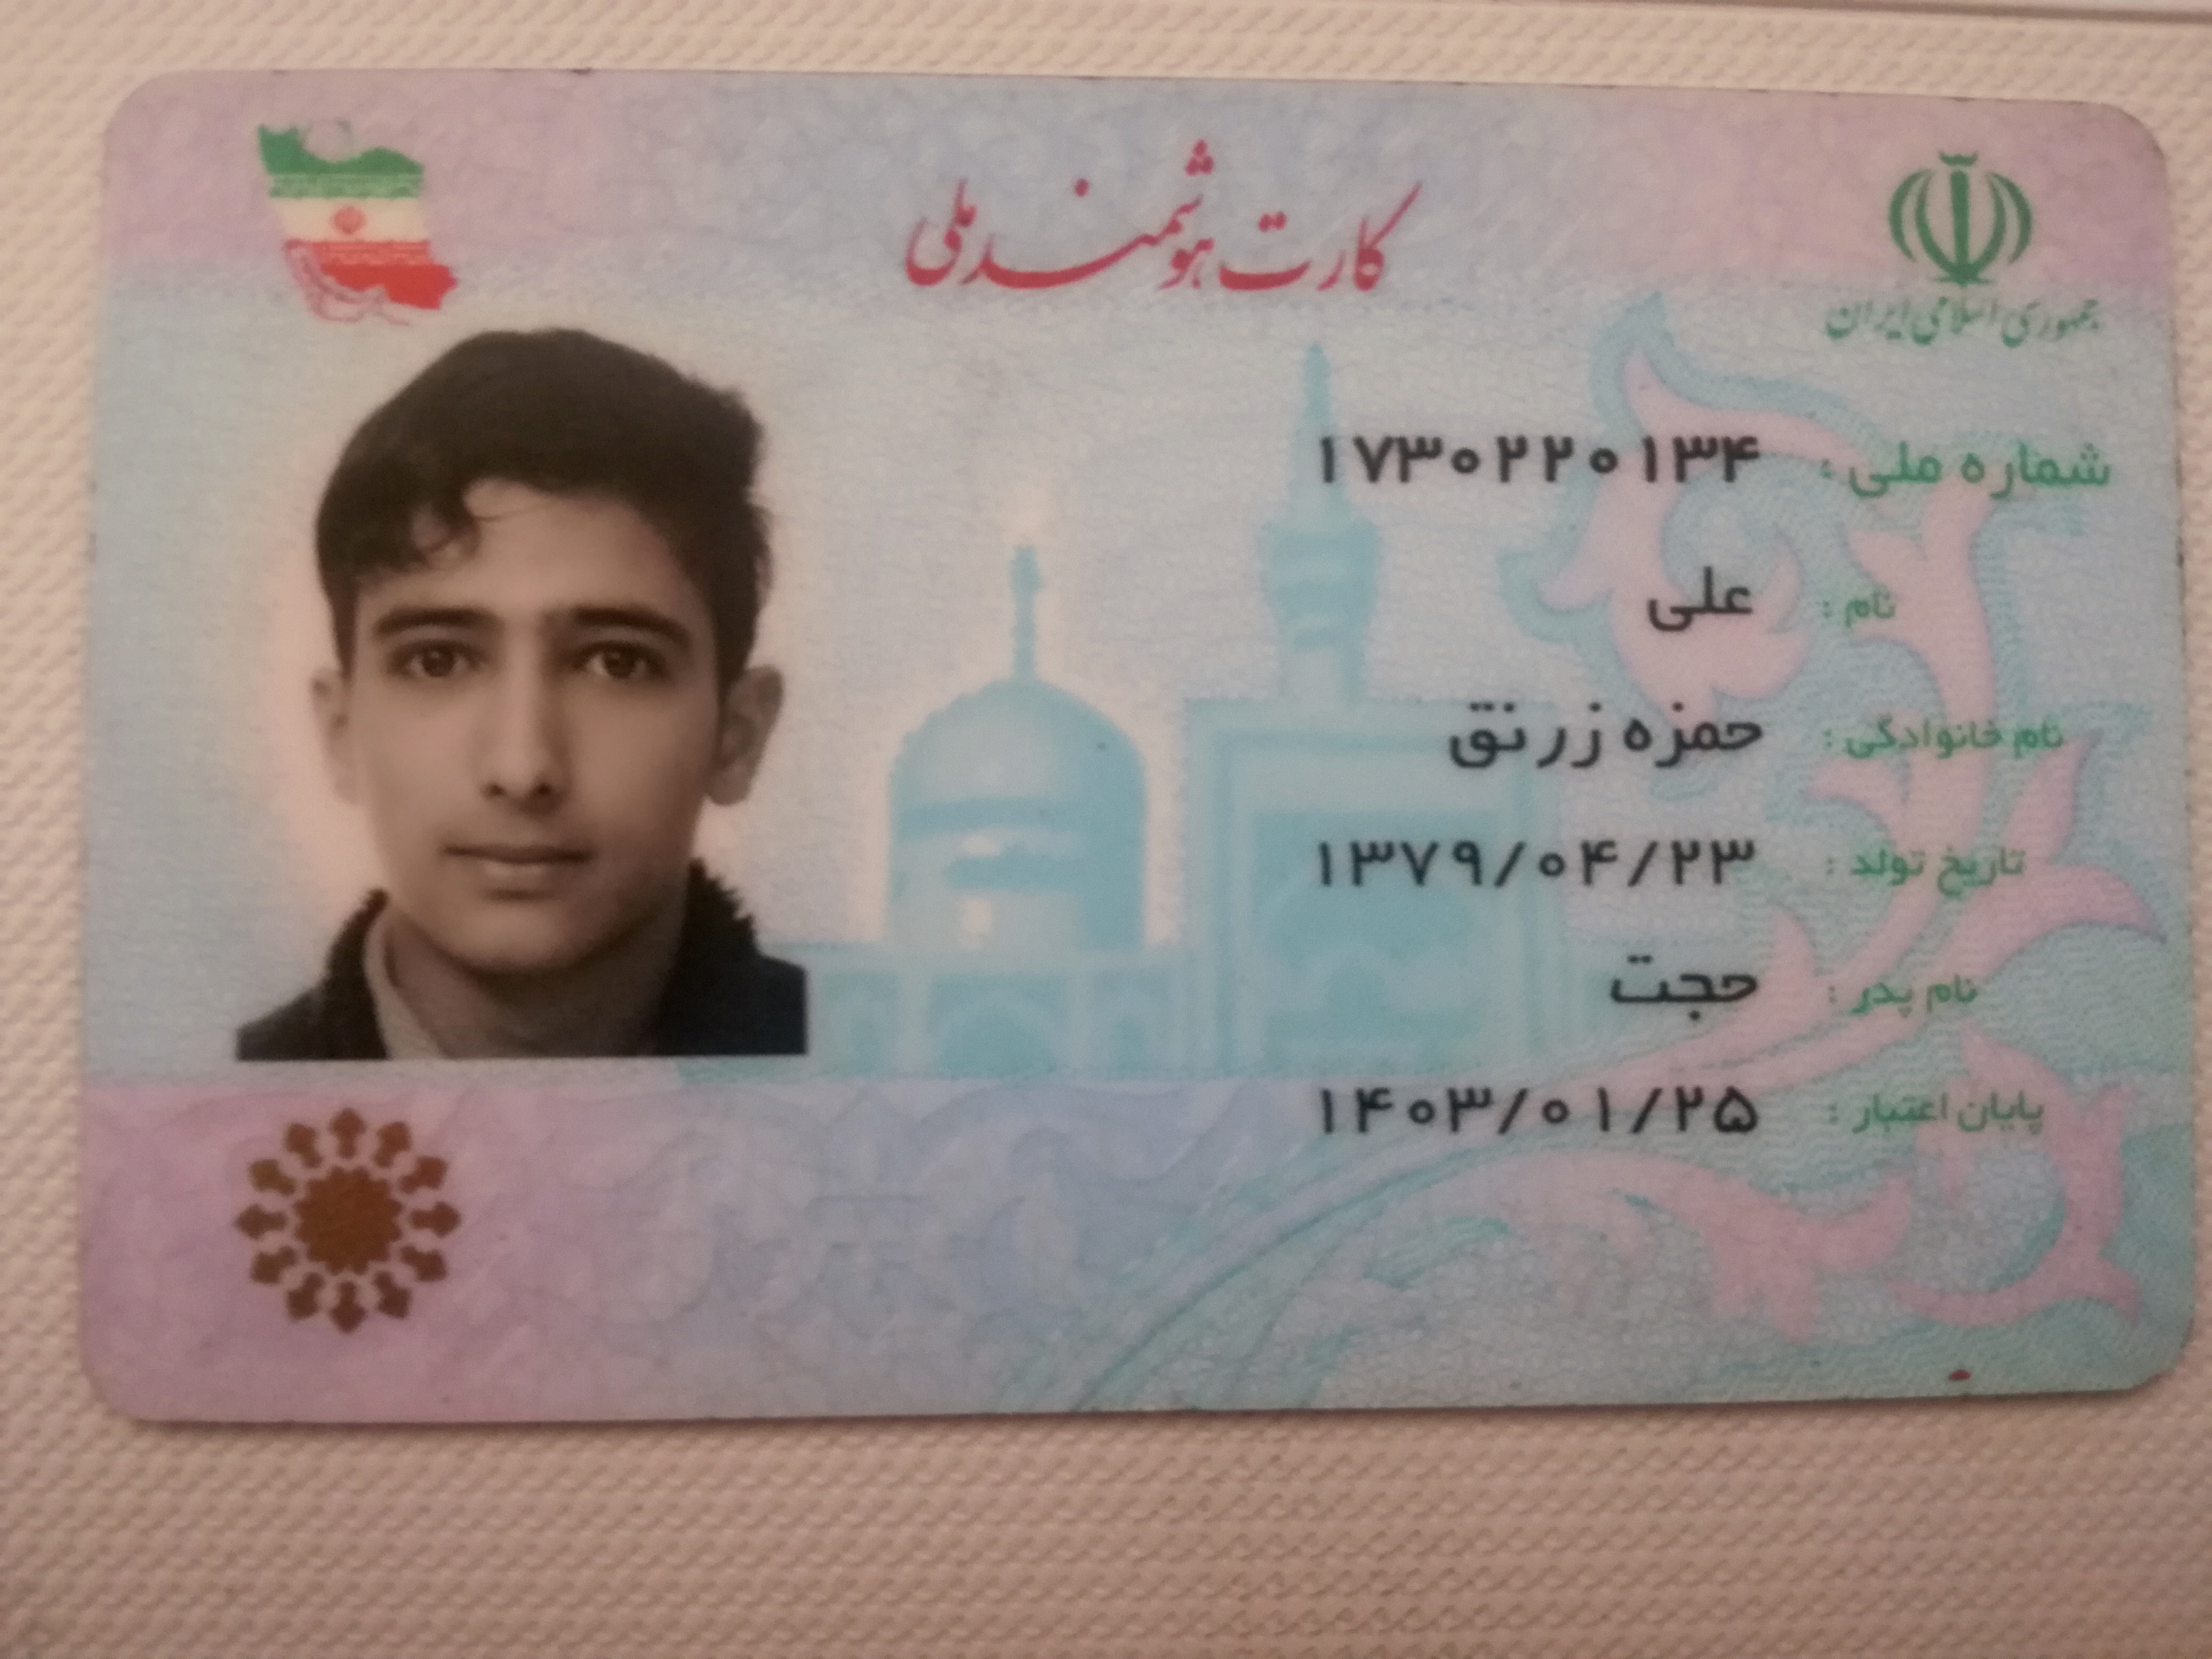 کارت هوشمند ملی
جمهوری اسلامی ایران
شماره ملی : ۱۷۳۰۲۲۰۱۳۴
نام : علی
نام خانوادگی : حمزه زرنق
تاریخ تولد : ۱۳۷۹/۰۴/۲۳
نام پدر : حجت
پایان اعتبار : ۱۴۰۳/۰۱/۲۵